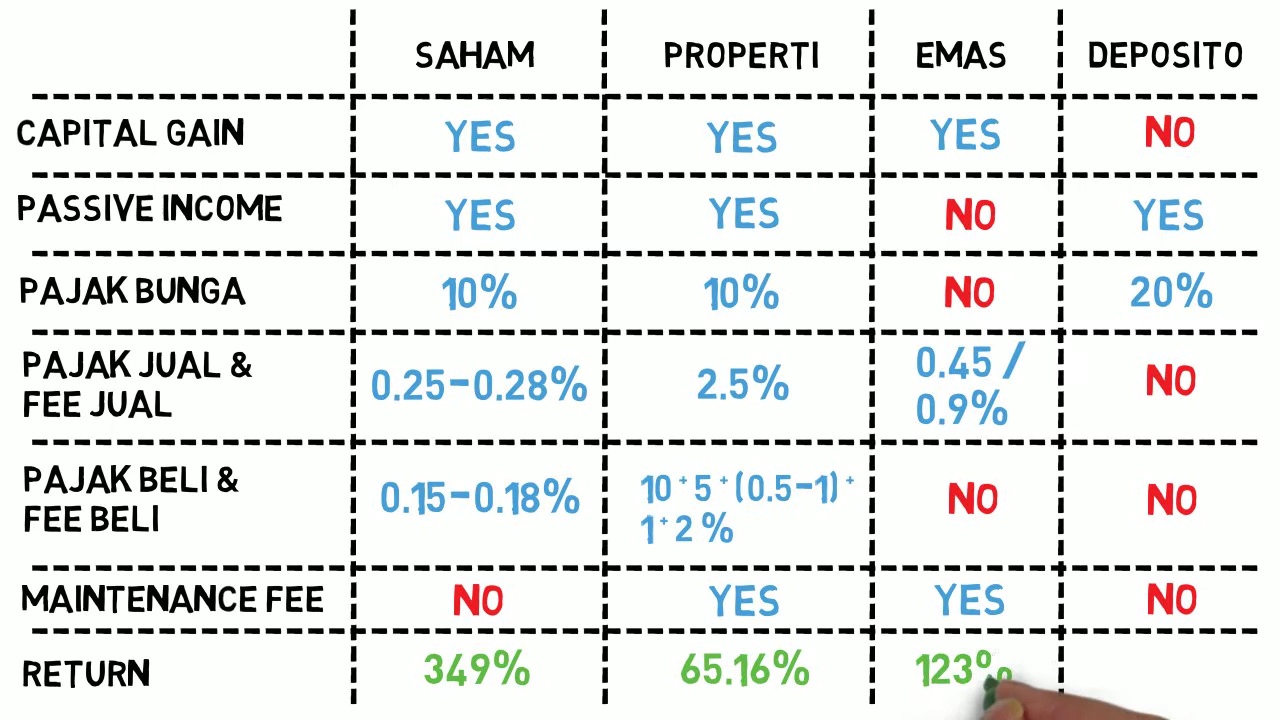 SAHAM PROPERTI EMAS DEPOSITO
CAPITAL GAIN YES YES YES NO
PASSIVE INCOME YES YES NO YES
PAJAK BUNGA 10% 10% NO 20%
PAJAK JUAL &
FEE JUAL
0.25-0.28%
2.5%
0.45 /
0.9%
NO
PAJAK BELI &
FEE BELI
0.15-0.18%
10+5+(0.5-1)+
1+2 %
NO
NO
MAINTENANCE FEE NO YES YES NO
RETURN 349% 65.16% 123%